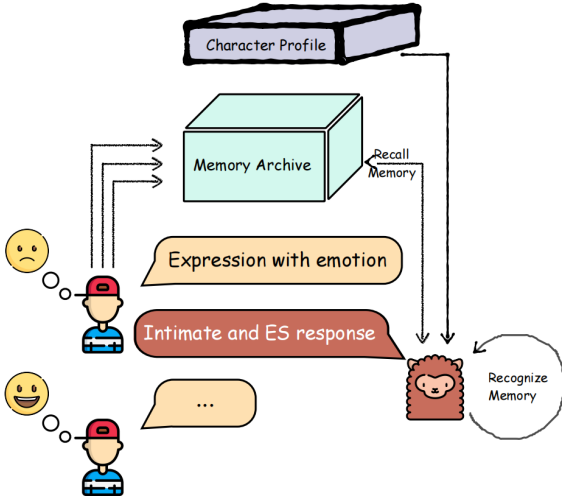 Character Profile
Memory Archive
Recall
Memory
Expression with emotion
Intimate and ES response
Recognize
Memory
...